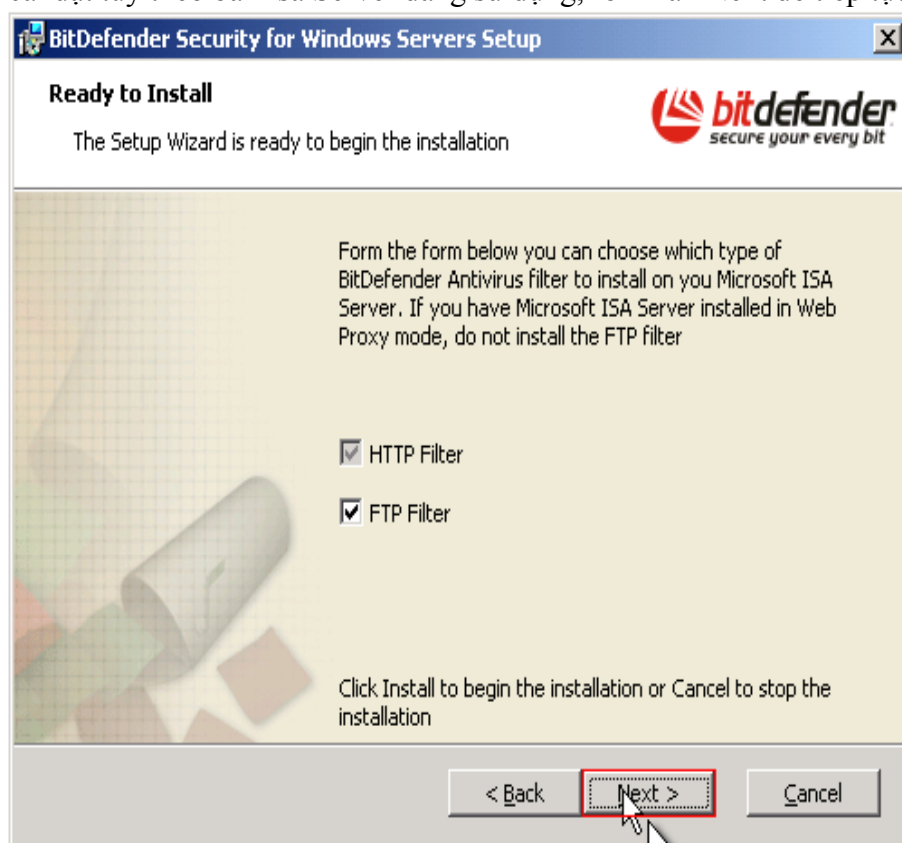 BitDefender Security for Windows Servers Setup
Ready to Install
The Setup Wizard is ready to begin the installation
bitdefender
secure your every bit
Form the form below you can choose which type of
BitDefender Antivirus filter to install on you Microsoft ISA
Server. If you have Microsoft ISA Server installed in Web
Proxy mode, do not install the FTP filter
HTTP Filter
FTP Filter
Click Install to begin the installation or Cancel to stop the
installation
< Back
Next >
Cancel